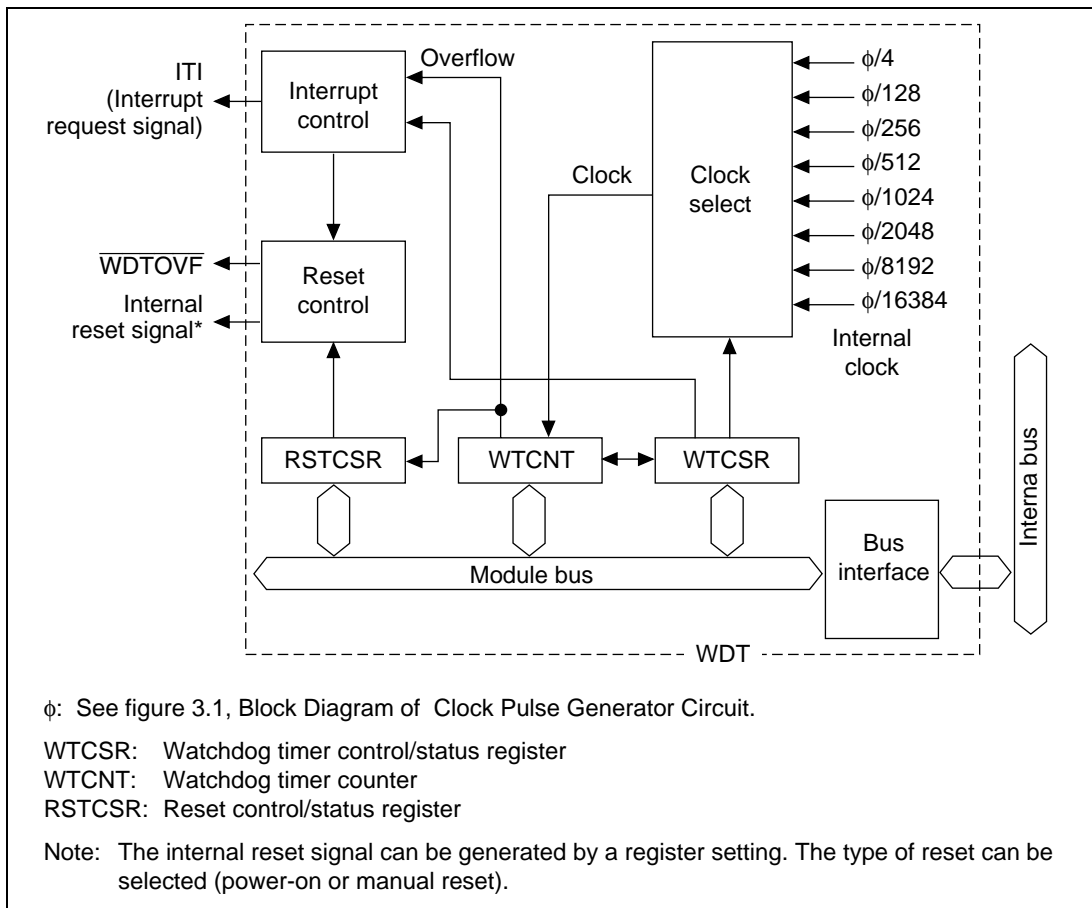 ITI
(Interrupt
request signal)
Interrupt
control
Overflow
WDTOVF
Internal
reset signal*
Reset
control
Clock
Clock
select
ϕ/4
ϕ/128
ϕ/256
ϕ/512
ϕ/1024
ϕ/2048
ϕ/8192
ϕ/16384
Internal
clock
RSTCSR
WTCNT
WTCSR
Module bus
Bus
interface
Interna bus
WDT
ϕ: See figure 3.1, Block Diagram of Clock Pulse Generator Circuit.
WTCSR: Watchdog timer control/status register
WTCNT: Watchdog timer counter
RSTCSR: Reset control/status register
Note: The internal reset signal can be generated by a register setting. The type of reset can be
selected (power-on or manual reset).